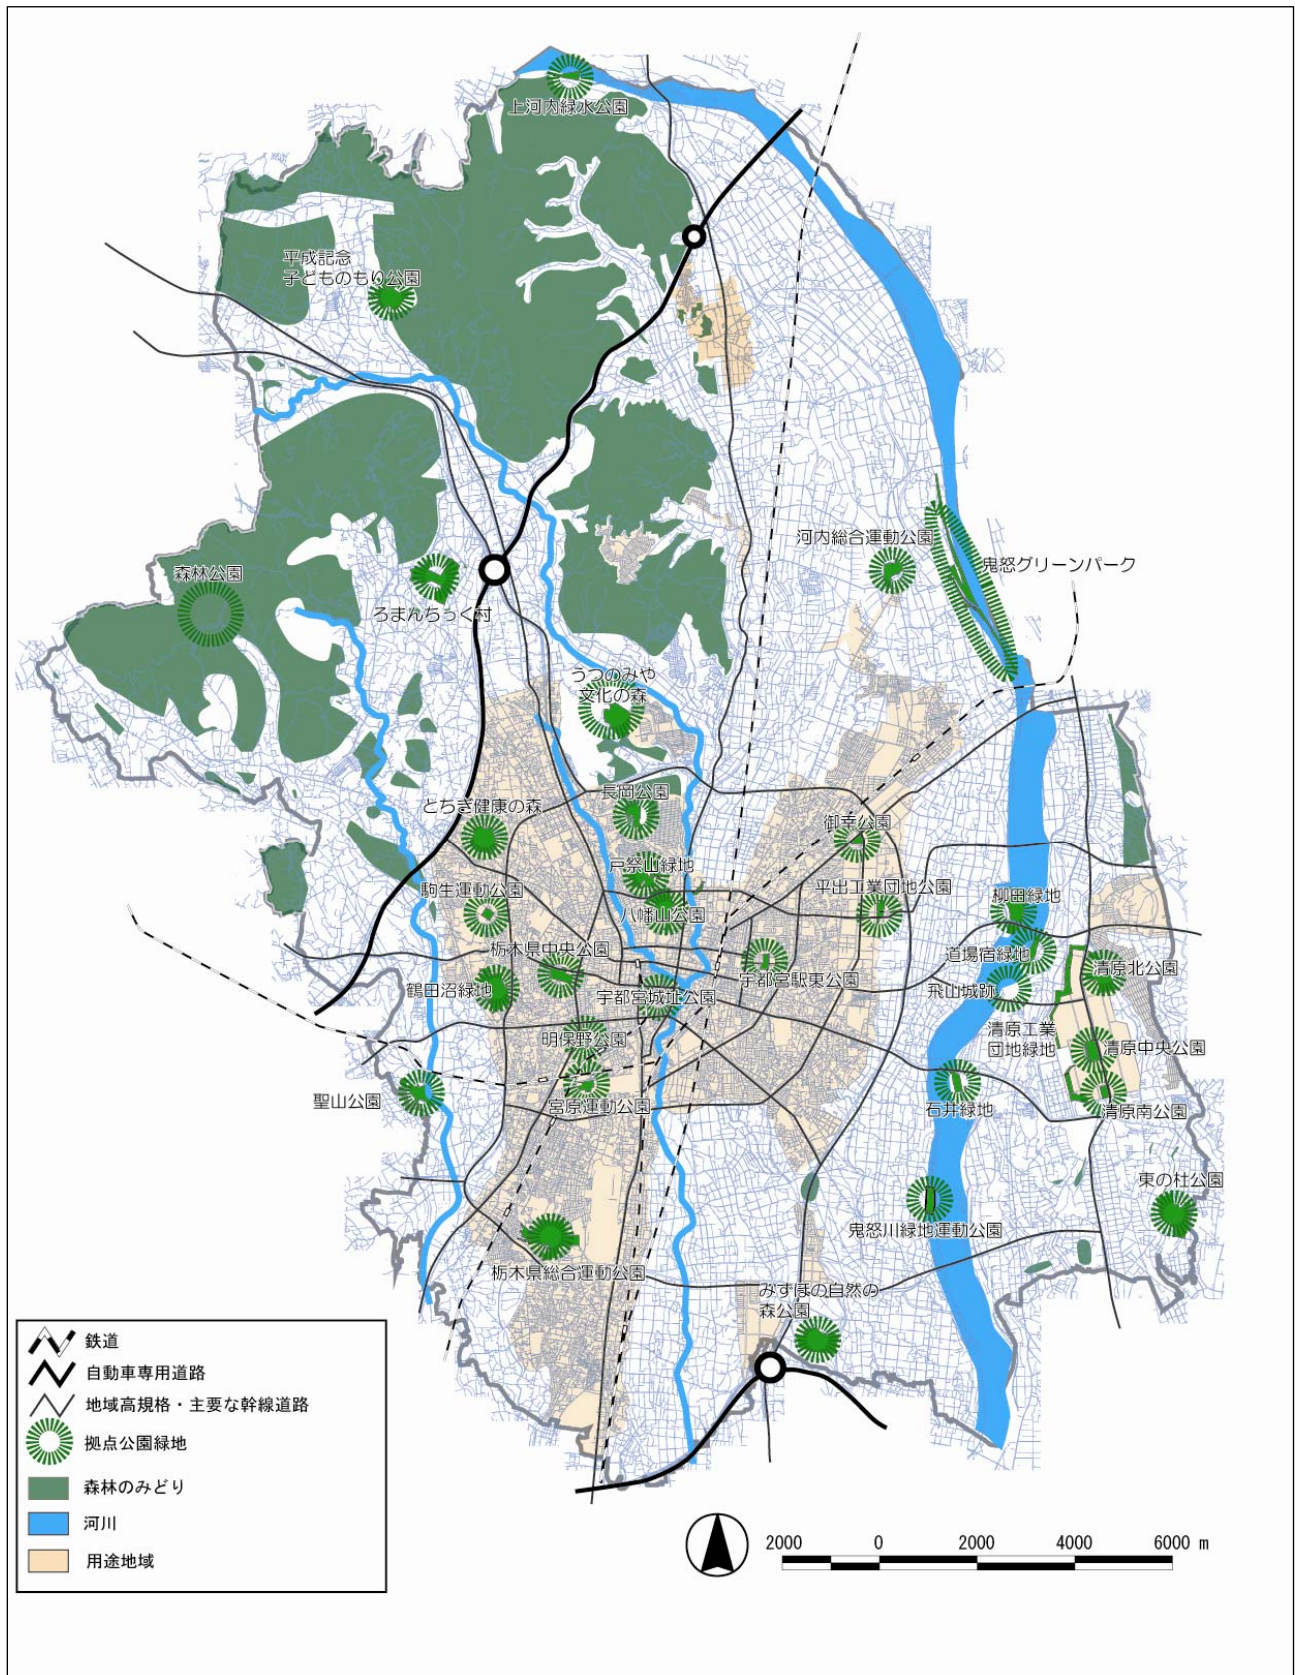 上河内緑水公園
平成記念
子どものもり公園
河内総合運動公園
鬼怒グリーンパーク
森林公園
ろまんちっく村
うつのみや
文化の森
長岡公園
とちぎ健康の森
御幸公園
戸祭山緑地
平出工業団地公園
駒生運動公園
柳田緑地
八幡山公園
栃木県中央公園
道場宿緑地
清原北公園
宇都宮駅東公園
鶴田沼緑地
宇都宮城址公園
飛山城跡
清原工業
団地緑地
明保野公園
清原中央公園
聖山公園
宮原運動公園
石井緑地
清原南公園
東の杜公園
鬼怒川緑地運動公園
栃木県総合運動公園
みずほの自然の
森公園
鉄道
自動車専用道路
地域高規格・主要な幹線道路
拠点公園緑地
森林のみどり
河川
用途地域
2000 0 2000 4000 6000 m